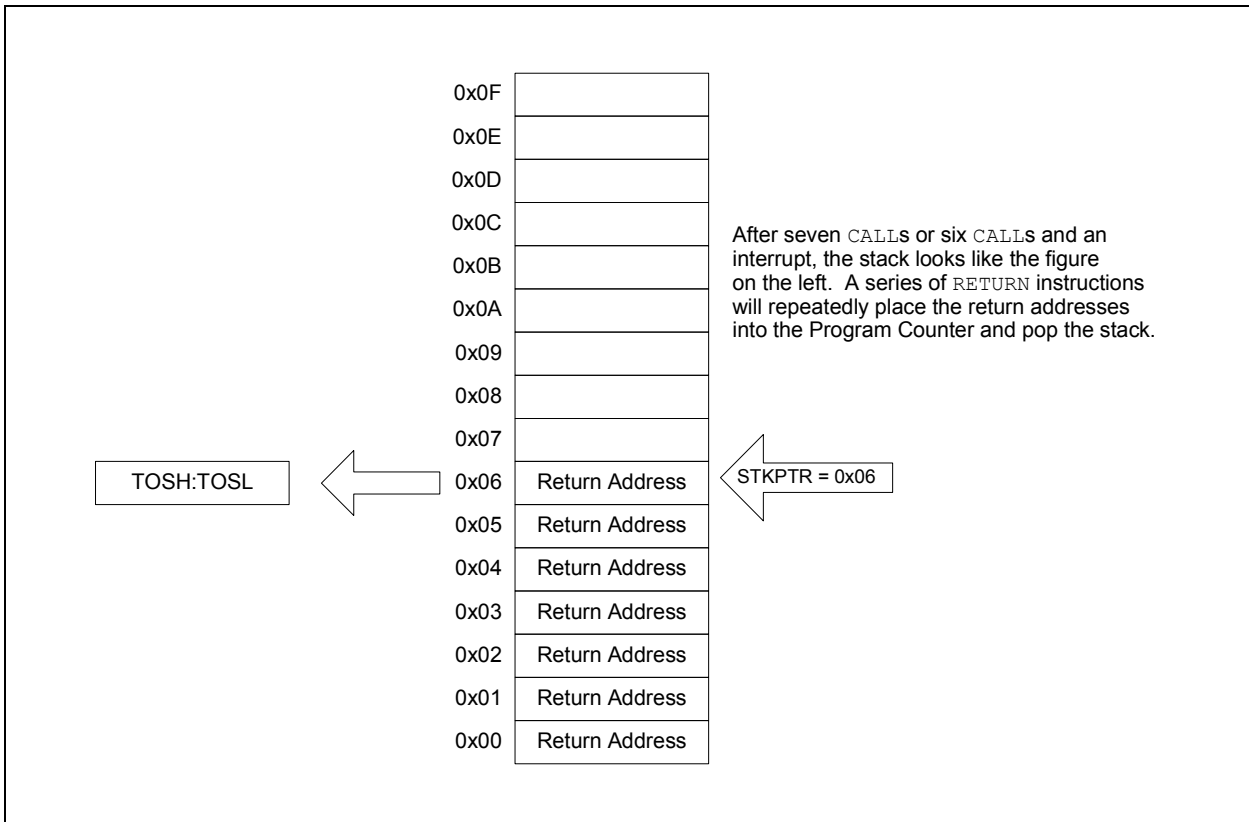 0x0F
0x0E
0x0D
0x0C
0x0B
0x0A
0x09
0x08
0x07
After seven CALLs or six CALLs and an
interrupt, the stack looks like the figure
on the left. A series of RETURN instructions
will repeatedly place the return addresses
into the Program Counter and pop the stack.
TOSH:TOSL
0x06 Return Address
STKPTR = 0x06
0x05 Return Address
0x04 Return Address
0x03 Return Address
0x02 Return Address
0x01 Return Address
0x00 Return Address